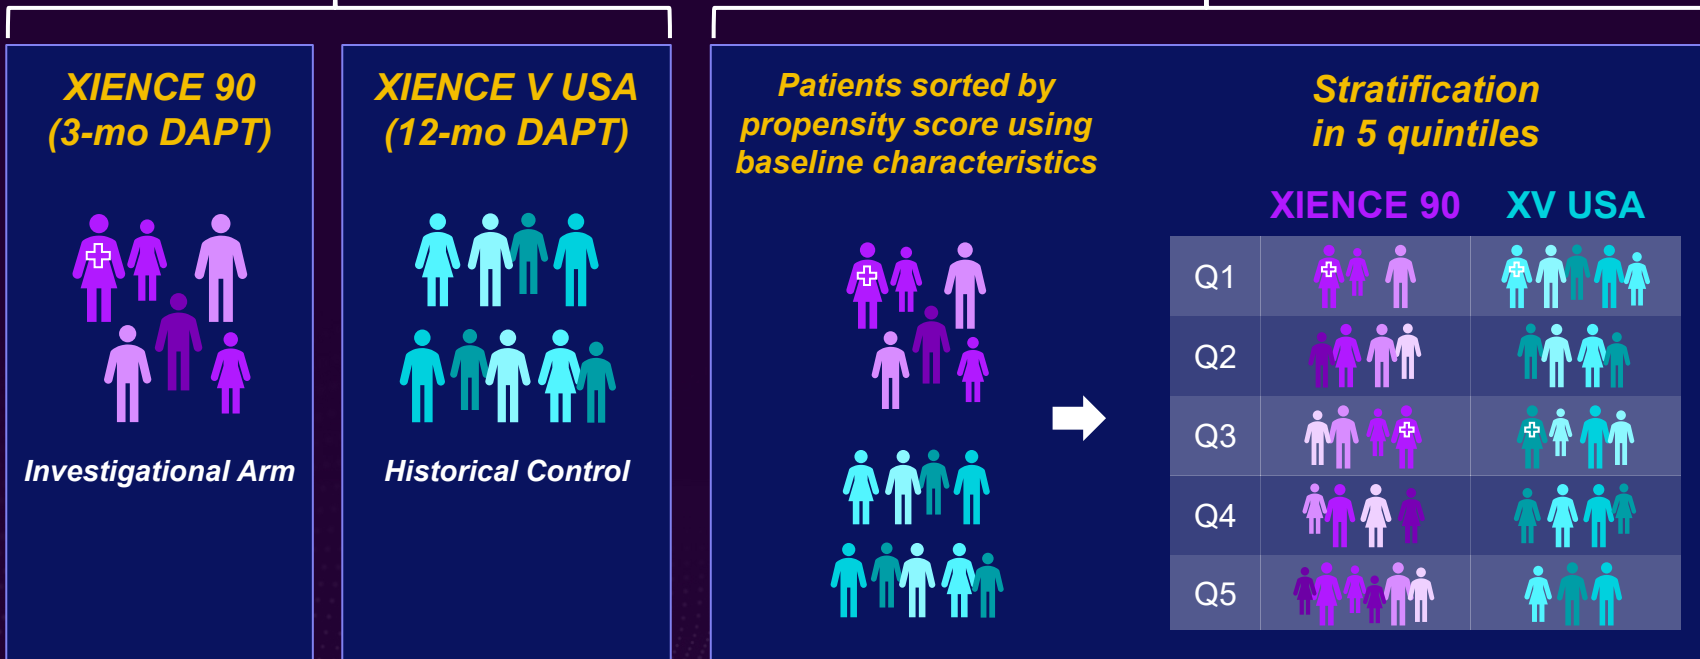 XIENCE 90
(3-mo DAPT)
Investigational Arm
XIENCE V USA
(12-mo DAPT)
Historical Control
Patients sorted by
propensity score using
baseline characteristics
Stratification
in 5 quintiles
XIENCE 90 XV USA
Q1
Q2
Q3
Q4
Q5